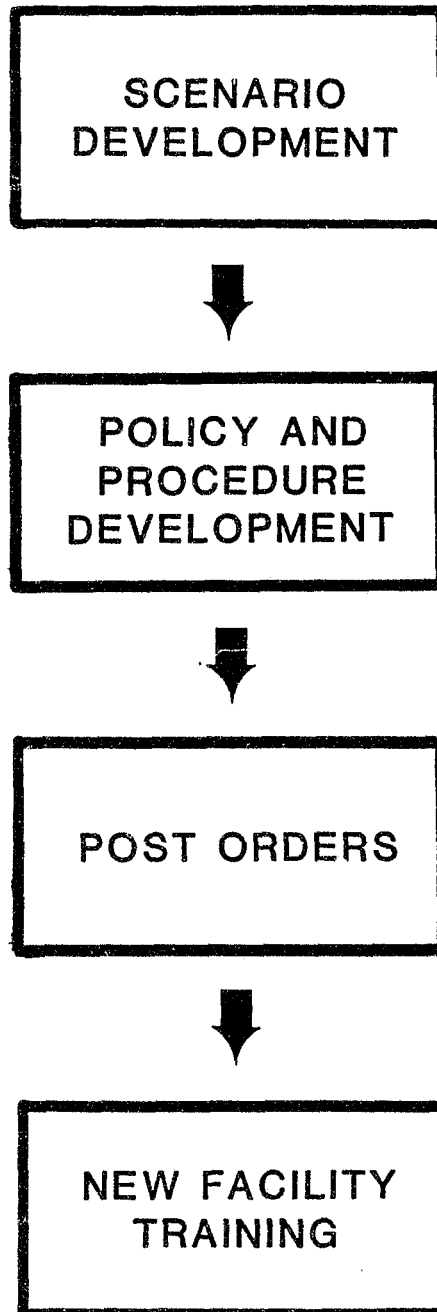 SCENARIO
DEVELOPMENT
POLICY AND
PROCEDURE
DEVELOPMENT
POST ORDERS
NEW FACILITY
TRAINING